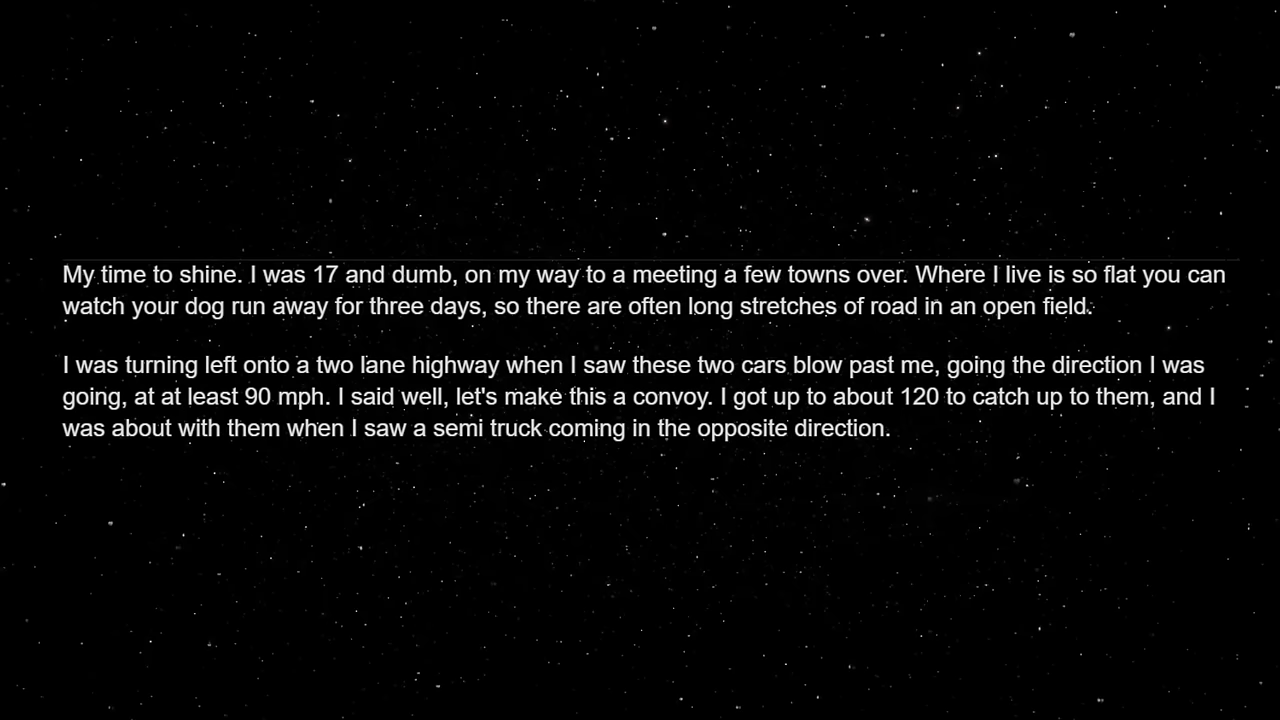 My time to shine. I was 17 and dumb, on my way to a meeting a few towns over. Where I live is so flat you can
watch your dog run away for three days, so there are often long stretches of road in an open field.
I was turning left onto a two lane highway when I saw these two cars blow past me, going the direction I was
going, at at least 90 mph. I said well, let's make this a convoy. I got up to about 120 to catch up to them, and I
was about with them when I saw a semi truck coming in the opposite direction.